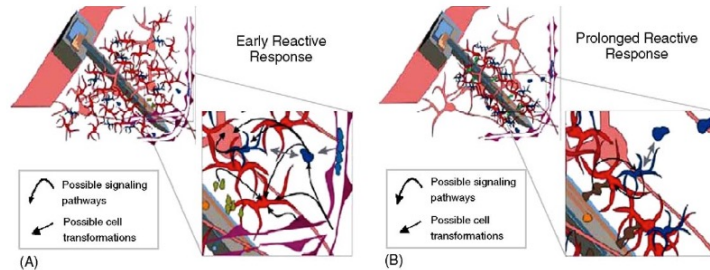 Early Reactive
Response
Possible signaling
pathways
Possible cell
transformations
(A)
Prolonged Reactive
Response
Possible signaling
pathways
Possible cell
transformations
(B)